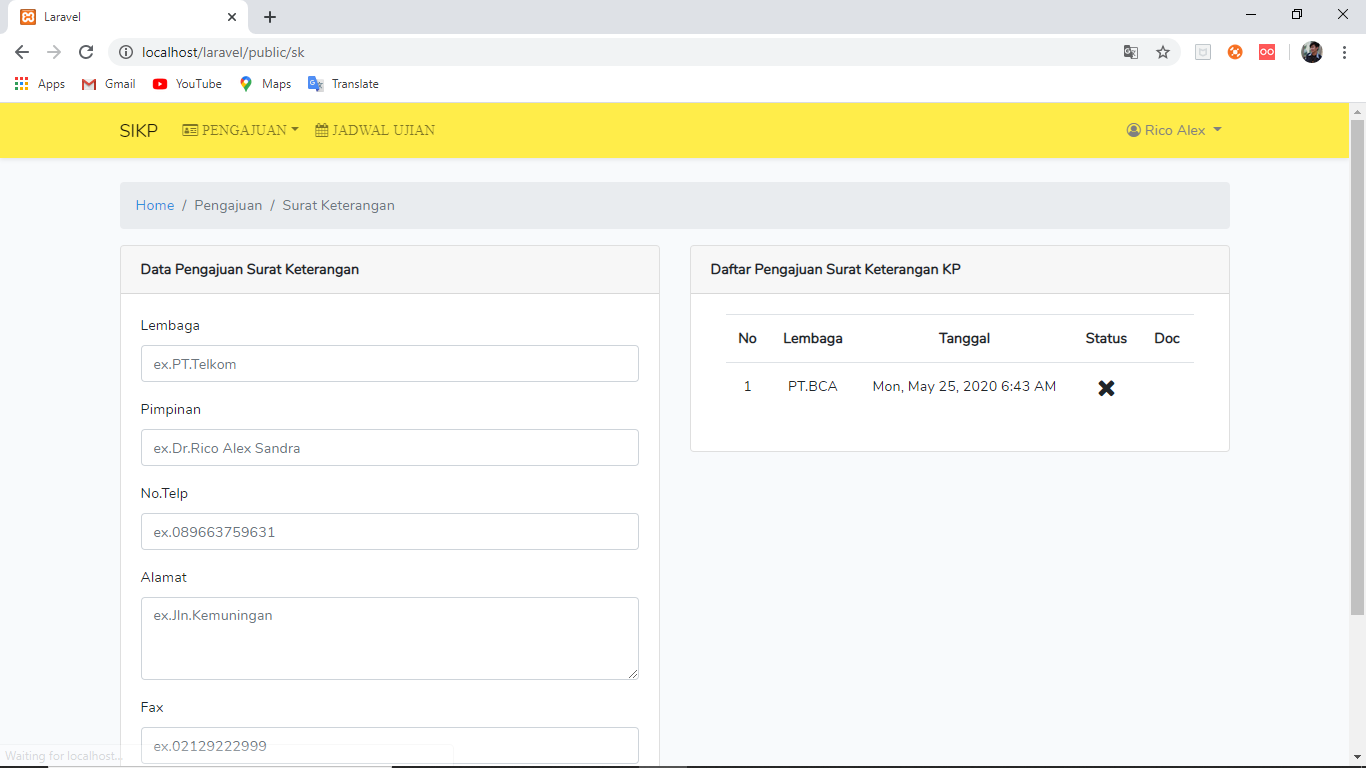 Laravel
localhost/laravel/public/sk
Apps Gmail YouTube Maps Translate
SIKP PENGAJUAN JADWAL UJIAN Rico Alex
Home / Pengajuan / Surat Keterangan
Data Pengajuan Surat Keterangan
Lembaga
ex.PT.Telkom
Pimpinan
ex.Dr.Rico Alex Sandra
No.Telp
ex.089663759631
Alamat
ex.Jln.Kemuningan
Fax
ex.02129222999
Daftar Pengajuan Surat Keterangan KP
No Lembaga Tanggal Status Doc
1 PT.BCA Mon, May 25, 2020 6:43 AM
Waiting for localhost...